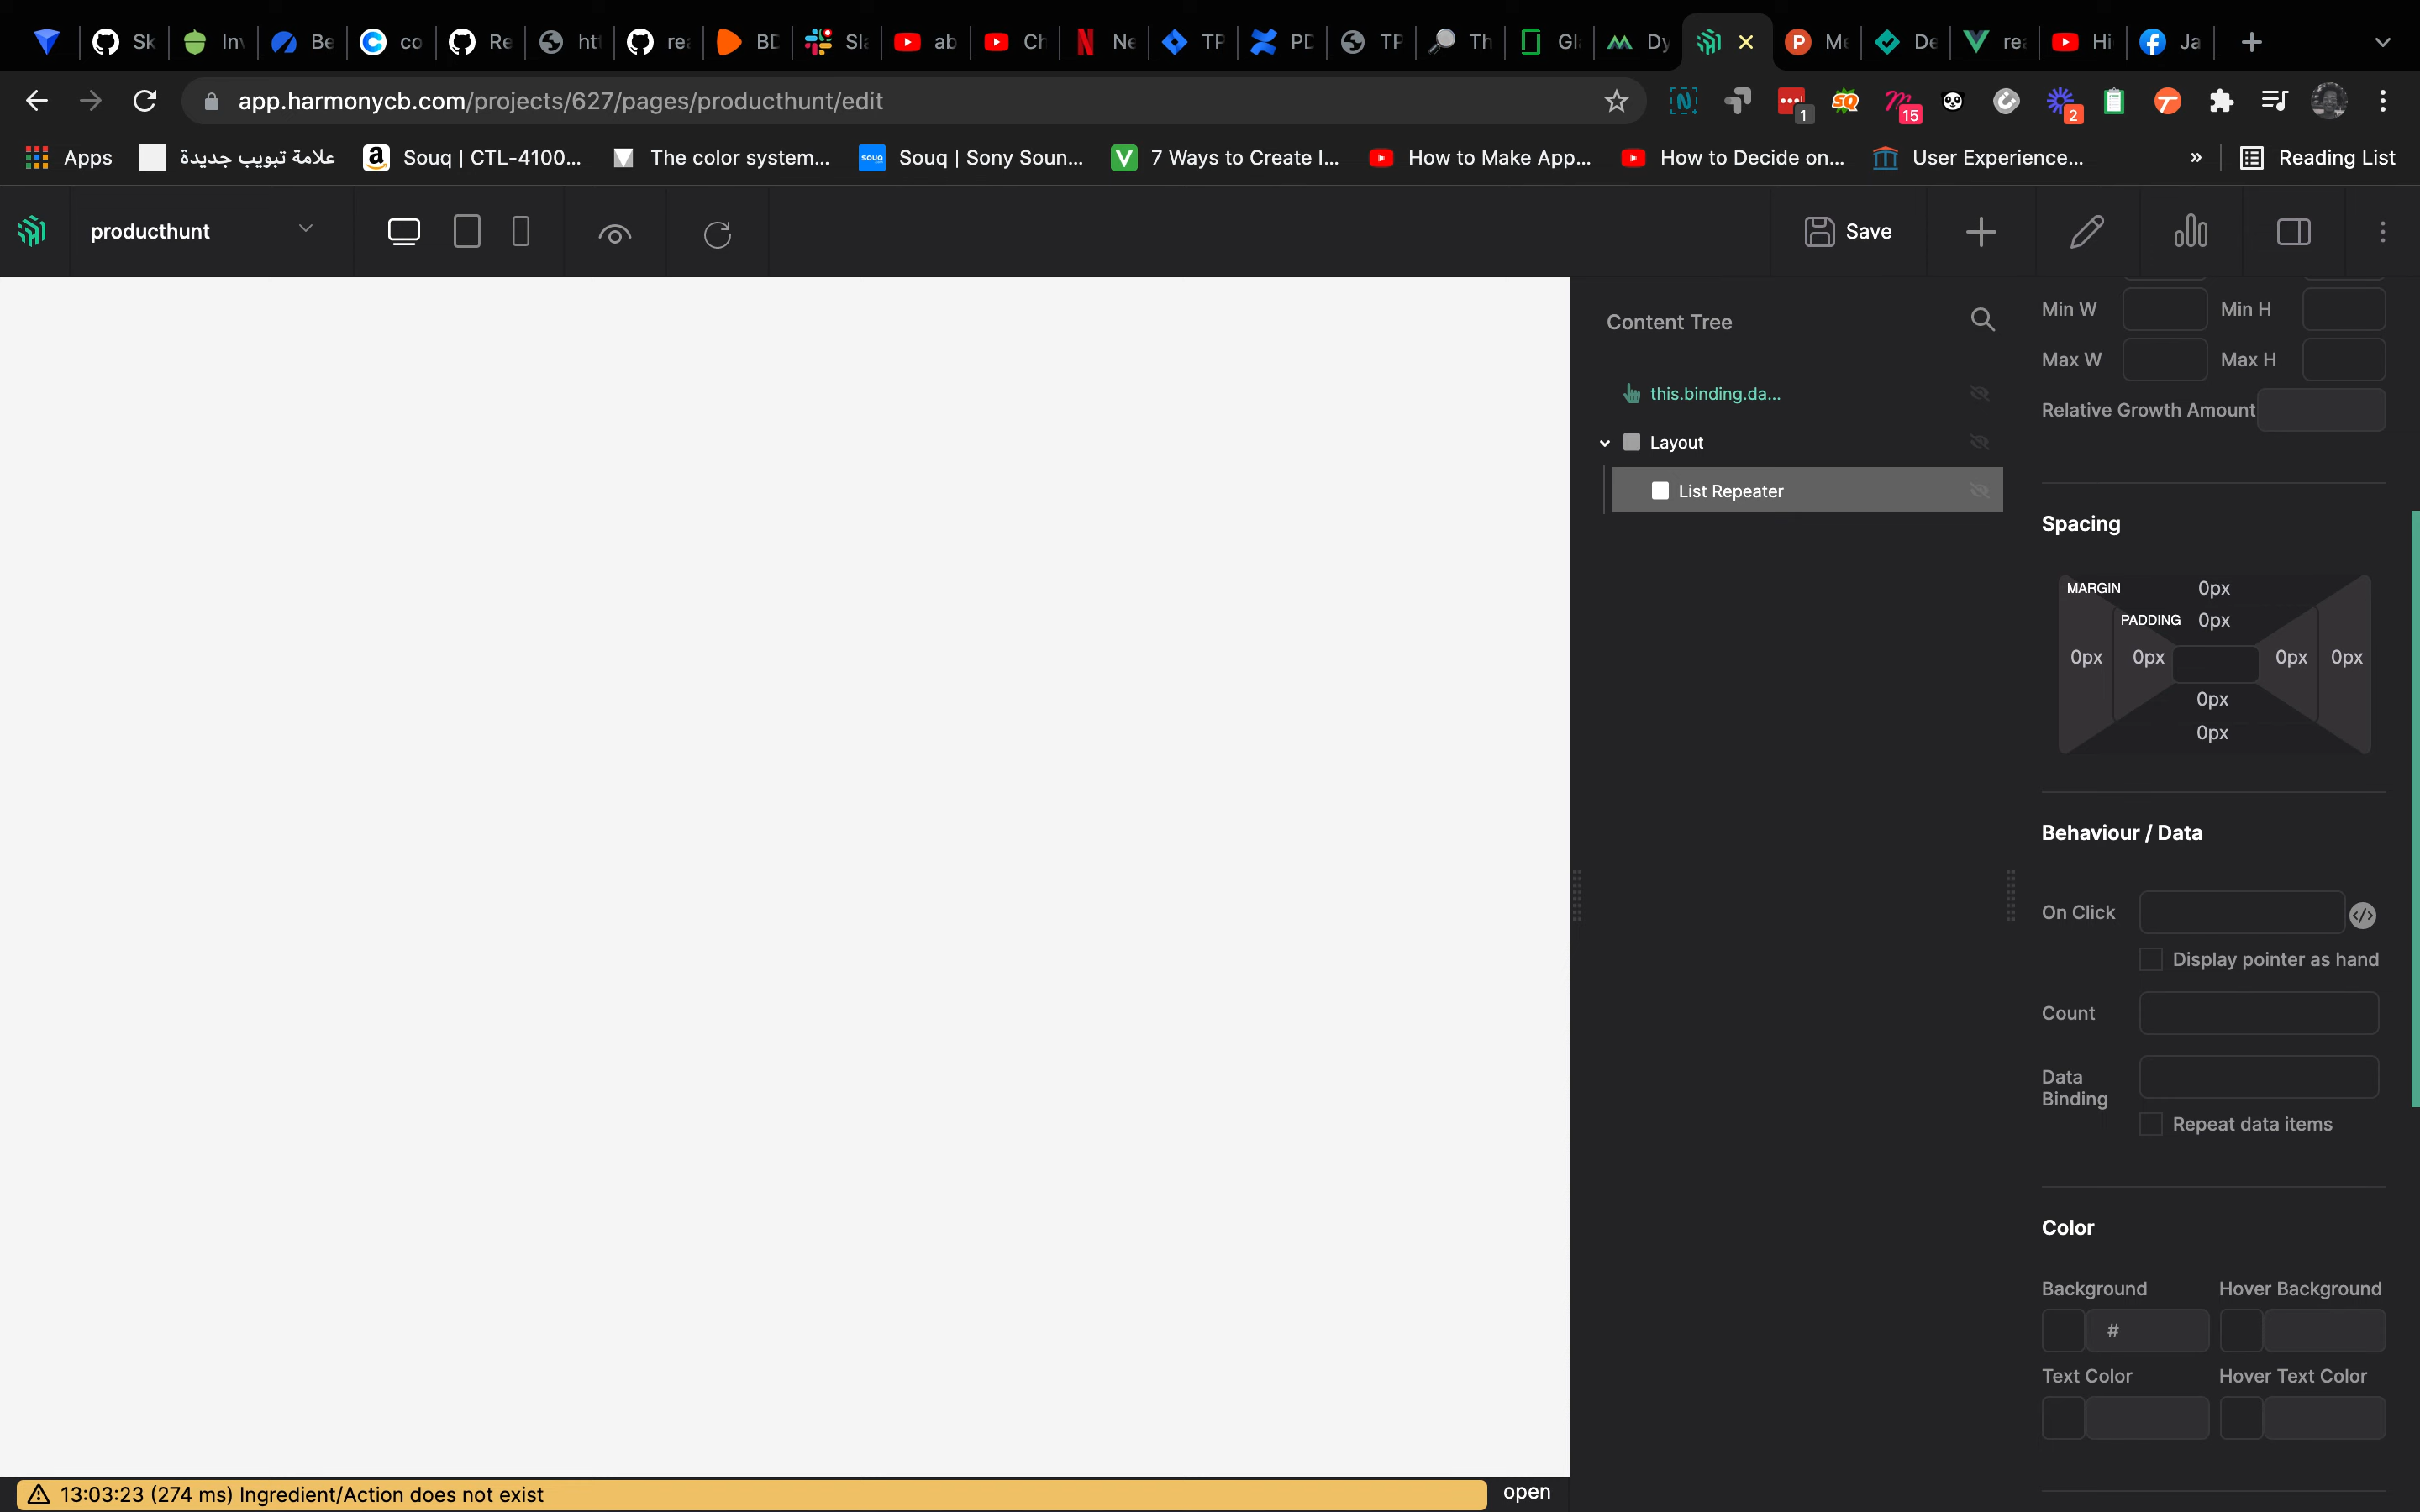 Sk
In
Be
co
Re
htt
rea
BD
Sla
ab
Ch
Ne
TP
PD
TP
Th
Gl
Dy
Me
De
rea
Hi
Ja
app.harmonycb.com/projects/627/pages/producthunt/edit
1
15
2
Apps
علامة تبويب جديدة
Souq | CTL-4100...
The color system...
Souq | Sony Soun...
7 Ways to Create I...
How to Make App...
How to Decide on...
User Experience...
»
Reading List
producthunt
Save
Content Tree
this.binding.da...
Layout
List Repeater
Min W
Min H
Max W
Max H
Relative Growth Amount
Spacing
MARGIN
0px
PADDING
0px
0px
0px
0px
0px
0px
0px
Behaviour / Data
On Click
Display pointer as hand
Count
Data
Binding
Repeat data items
Color
Background
Hover Background
#
Text Color
Hover Text Color
13:03:23 (274 ms) Ingredient/Action does not exist
open